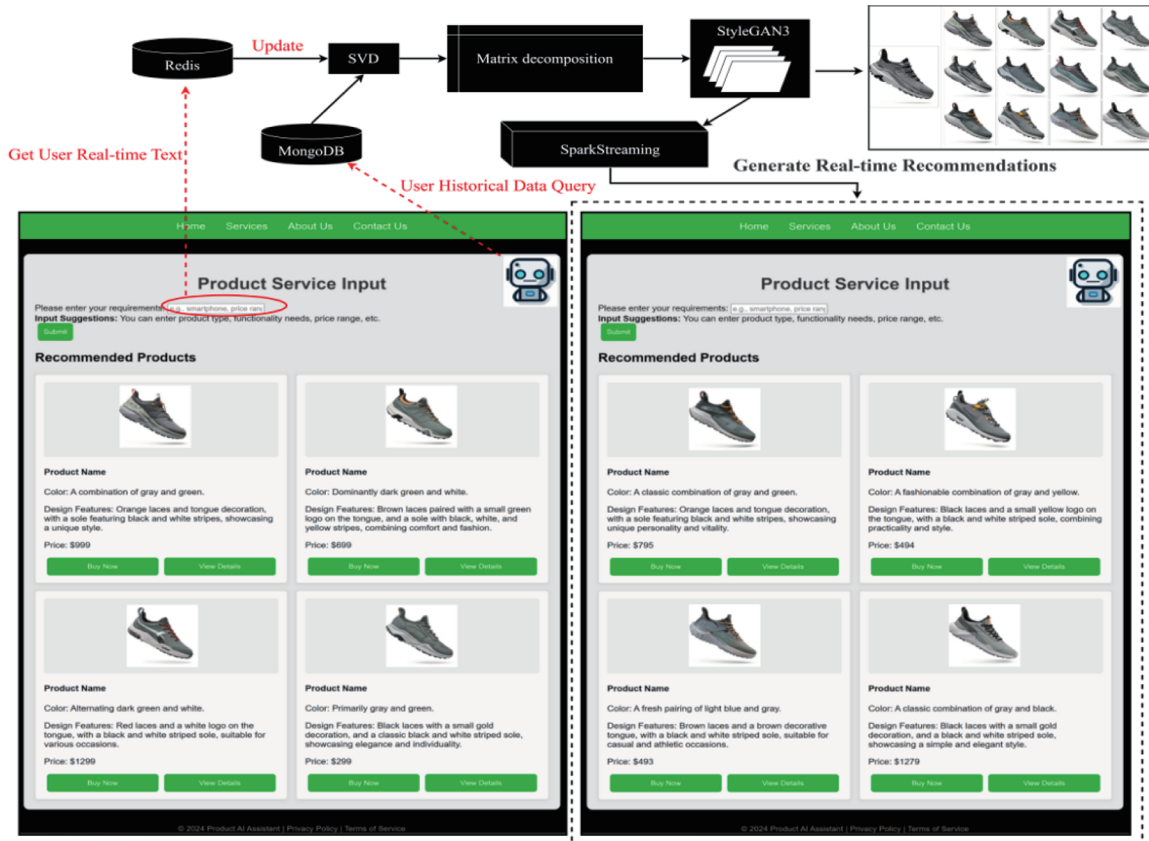 StyleGAN3
Update
Redis
SVD
Matrix decomposition
MongoDB
SparkStreaming
Get User Real-time Text
Generate Real-time Recommendations
User Historical Data Query
Home Services About Us Contact Us
Product Service Input
Please enter your requirements: e.g., smartphone, price rang
Input Suggestions: You can enter product type, functionality needs, price range, etc.
Submit
Recommended Products
Product Name
Color: A combination of gray and green.
Design Features: Orange laces and tongue decoration,
with a sole featuring black and white stripes, showcasing
a unique style.
Price: $999
Buy Now View Details
Product Name
Color: Dominantly dark green and white.
Design Features: Brown laces paired with a small green
logo on the tongue, and a sole with black, white, and
yellow stripes, combining comfort and fashion.
Price: $699
Buy Now View Details
Product Name
Color: Alternating dark green and white.
Design Features: Red laces and a white logo on the
tongue, with a black and white striped sole, suitable for
various occasions.
Price: $1299
Buy Now View Details
Product Name
Color: Primarily gray and green.
Design Features: Black laces with a small gold
decoration, and a classic black and white striped sole,
showcasing elegance and individuality.
Price: $299
Buy Now View Details
© 2024 Product AI Assistant | Privacy Policy | Terms of Service
Home Services About Us Contact Us
Product Service Input
Please enter your requirements: e.g., smartphone, price rang
Input Suggestions: You can enter product type, functionality needs, price range, etc.
Submit
Recommended Products
Product Name
Color: A classic combination of gray and green.
Design Features: Orange laces and tongue decoration,
with a sole featuring black and white stripes, showcasing
unique personality and vitality.
Price: $795
Buy Now View Details
Product Name
Color: A fashionable combination of gray and yellow.
Design Features: Black laces and a small yellow logo on
the tongue, with a black and white striped sole, combining
practicality and style.
Price: $494
Buy Now View Details
Product Name
Color: A fresh pairing of light blue and gray.
Design Features: Brown laces and a brown decorative
tongue, with a black and white striped sole, suitable for
casual and athletic occasions.
Price: $493
Buy Now View Details
Product Name
Color: A classic combination of gray and black.
Design Features: Black laces with a small gold
decoration, and a black and white striped sole,
showcasing a simple and elegant style.
Price: $1279
Buy Now View Details
© 2024 Product AI Assistant | Privacy Policy | Terms of Service